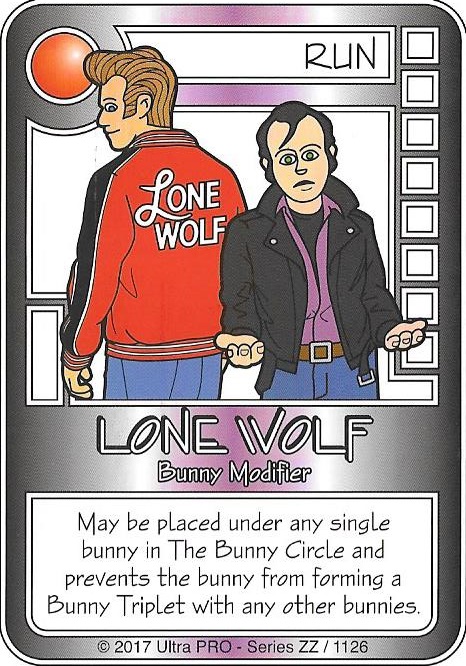 RUN
LONE
WOLF
LONE WOLF
Bunny Modifier
May be placed under any single
bunny in The Bunny Circle and
prevents the bunny from forming a
Bunny Triplet with any other bunnies.
© 2017 Ultra PRO - Series ZZ / 1126